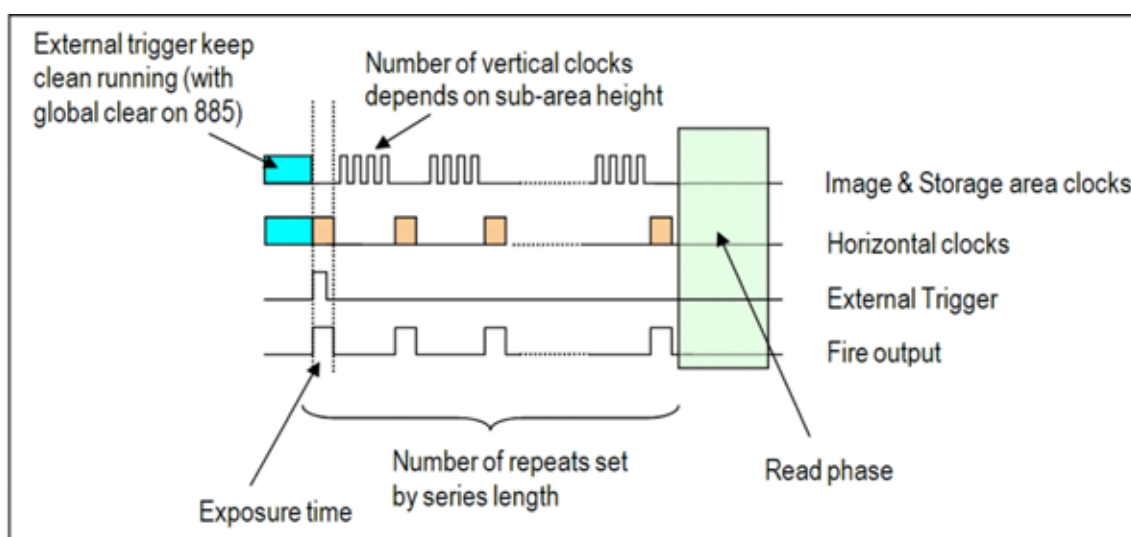 External trigger keep
clean running (with
global clear on 885)
Number of vertical clocks
depends on sub-area height
Image & Storage area clocks
Horizontal clocks
External Trigger
Fire output
Number of repeats set
by series length
Read phase
Exposure time